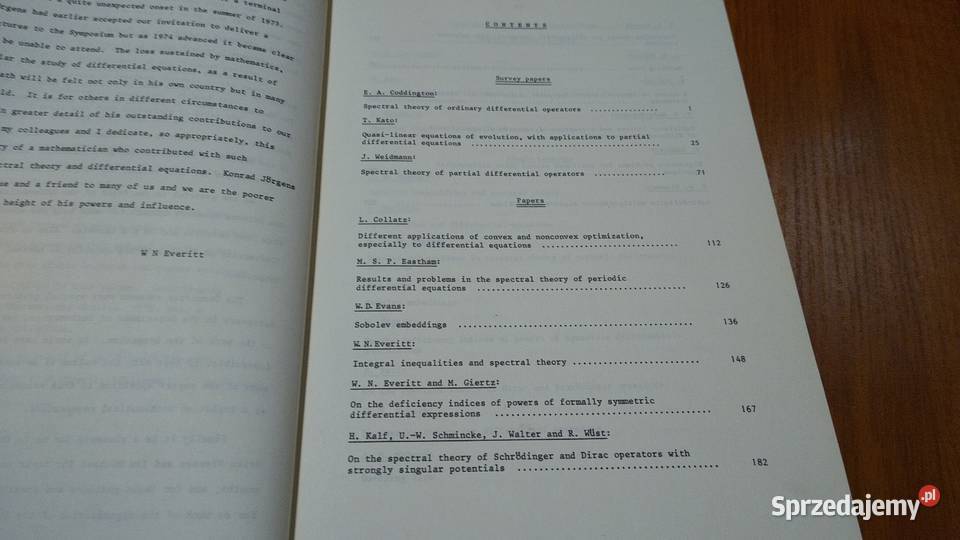 a terminal
quite unexpected onset in the summer of 1973.
rgens had earlier accepted our invitation to deliver a
ctures to the Symposium but as 1974 advanced it became clear
be unable to attend. The loss sustained by mathematics,
lar the study of differential equations, as a result of
ath will be felt not only in his own country but in many
ld. It is for others in different circumstances to
n greater detail of his outstanding contributions to our
my colleagues and I dedicate, so appropriately, this
ry of a mathematician who contributed with such
ctral theory and differential equations. Konrad Jörgens
ue and a friend to many of us and we are the poorer
height of his powers and influence.
W N Everitt
CONTENTS
Survey papers
E. A. Coddington:
Spectral theory of ordinary differential operators ................ 1
T. Kato:
Quasi-linear equations of evolution, with applications to partial
differential equations ............................................ 25
J. Weidmann:
Spectral theory of partial differential operators ................ 71
Papers
L. Collatz:
Different applications of convex and nonconvex optimization,
especially to differential equations ............................. 112
M. S. P. Eastham:
Results and problems in the spectral theory of periodic
differential equations ............................................ 126
W.D. Evans:
Sobolev embeddings ................................................ 136
W.N.Everitt:
Integral inequalities and spectral theory ......................... 148
W. N. Everitt and M. Giertz:
On the deficiency indices of powers of formally symmetric
differential expressions .......................................... 167
H. Kalf, U.-W. Schmincke, J. Walter and R. Wüst:
On the spectral theory of Schrödinger and Dirac operators with
strongly singular potentials ...................................... 182
Sprzedajemy.pl